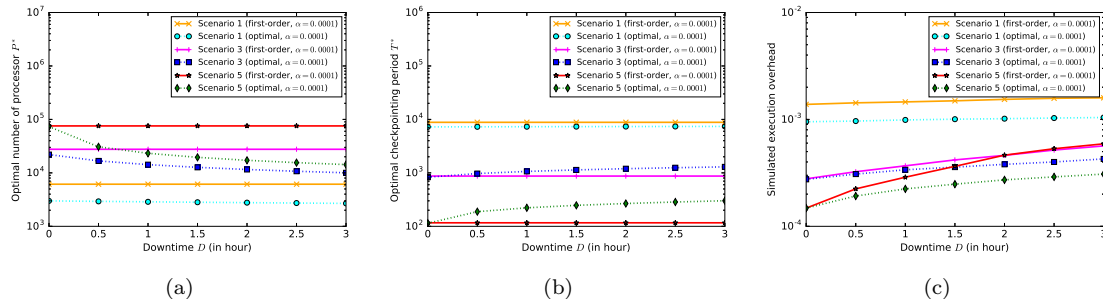 Optimal number of processor P*
10^7
10^6
10^5
10^4
10^3
0 0.5 1 1.5 2 2.5 3
Downtime D (in hour)
Scenario 1 (first-order, α=0.0001)
Scenario 1 (optimal, α=0.0001)
Scenario 3 (first-order, α=0.0001)
Scenario 3 (optimal, α=0.0001)
Scenario 5 (first-order, α=0.0001)
Scenario 5 (optimal, α=0.0001)
(a)
Optimal checkpointing period T*
10^6
10^5
10^4
10^3
10^2
0 0.5 1 1.5 2 2.5 3
Downtime D (in hour)
Scenario 1 (first-order, α=0.0001)
Scenario 1 (optimal, α=0.0001)
Scenario 3 (first-order, α=0.0001)
Scenario 3 (optimal, α=0.0001)
Scenario 5 (first-order, α=0.0001)
Scenario 5 (optimal, α=0.0001)
(b)
Simulated execution overhead
10^-2
10^-3
10^-4
0 0.5 1 1.5 2 2.5 3
Downtime D (in hour)
Scenario 1 (first-order, α=0.0001)
Scenario 1 (optimal, α=0.0001)
Scenario 3 (first-order, α=0.0001)
Scenario 3 (optimal, α=0.0001)
Scenario 5 (first-order, α=0.0001)
Scenario 5 (optimal, α=0.0001)
(c)